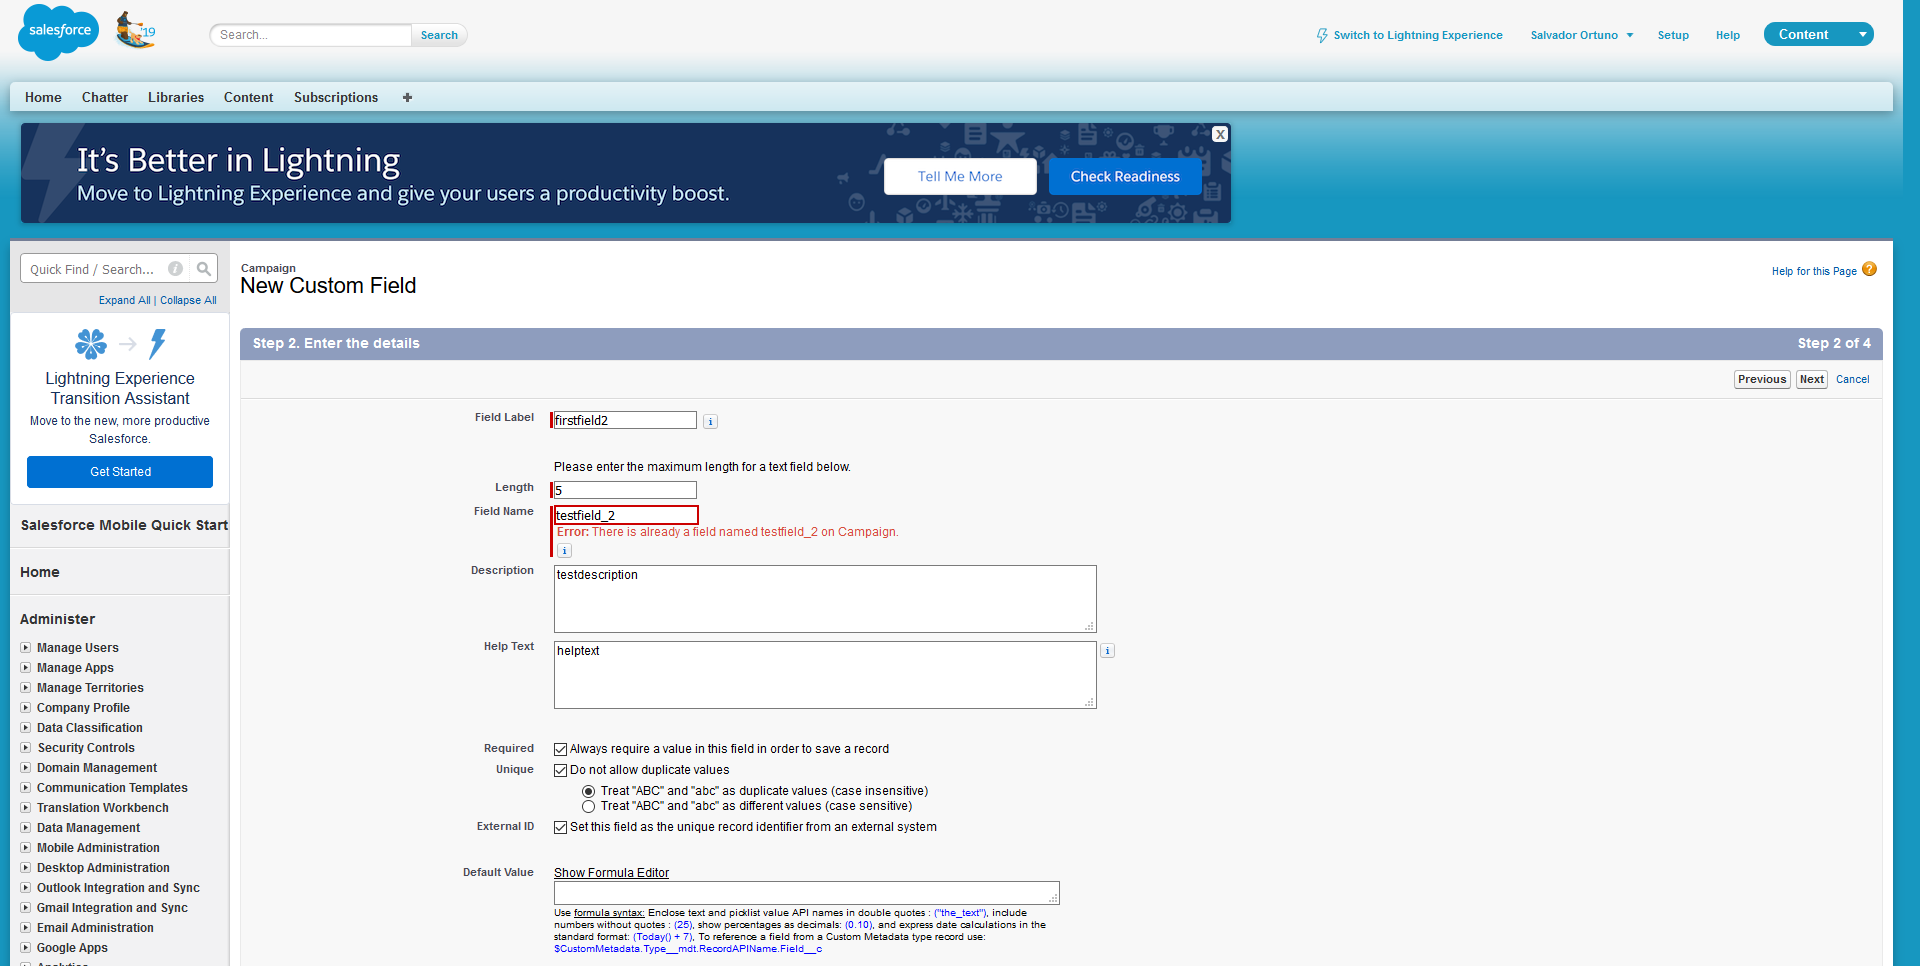 salesforce
'19
Search...
Search
Switch to Lightning Experience
Salvador Ortuno
Setup
Help
Content
Home
Chatter
Libraries
Content
Subscriptions
+
It's Better in Lightning
Move to Lightning Experience and give your users a productivity boost.
Tell Me More
Check Readiness
X
Quick Find / Search...
Expand All | Collapse All
Lightning Experience
Transition Assistant
Move to the new, more productive
Salesforce.
Get Started
Salesforce Mobile Quick Start
Home
Administer
Manage Users
Manage Apps
Manage Territories
Company Profile
Data Classification
Security Controls
Domain Management
Communication Templates
Translation Workbench
Data Management
Mobile Administration
Desktop Administration
Outlook Integration and Sync
Gmail Integration and Sync
Email Administration
Google Apps
Analytics
Campaign
New Custom Field
Help for this Page ?
Step 2. Enter the details
Step 2 of 4
Previous
Next
Cancel
Field Label
firstfield2
i
Please enter the maximum length for a text field below.
Length
5
Field Name
testfield_2
Error: There is already a field named testfield_2 on Campaign.
i
Description
testdescription
Help Text
helptext
i
Required
Always require a value in this field in order to save a record
Unique
Do not allow duplicate values
Treat "ABC" and "abc" as duplicate values (case insensitive)
Treat "ABC" and "abc" as different values (case sensitive)
External ID
Set this field as the unique record identifier from an external system
Default Value
Show Formula Editor
Use formula syntax: Enclose text and picklist value API names in double quotes : ("the_text"), include
numbers without quotes : (25), show percentages as decimals: (0.10), and express date calculations in the
standard format: (Today() + 7), To reference a field from a Custom Metadata type record use:
$CustomMetadata.Type__mdt.RecordAPIName.Field__c